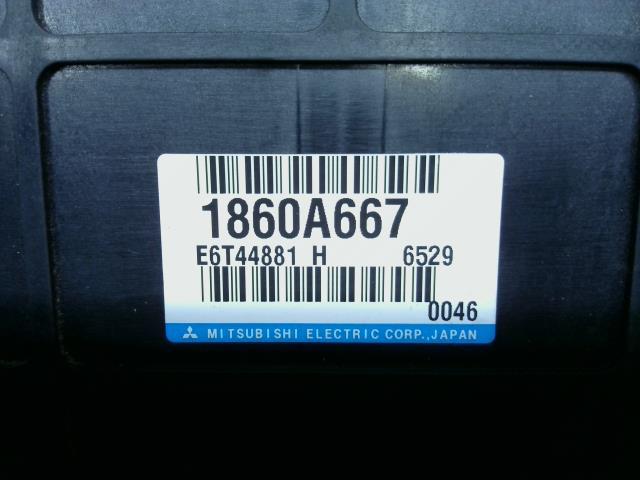 1860A667
E6T44881 H 6529
0046
MITSUBISHI ELECTRIC CORP.,JAPAN